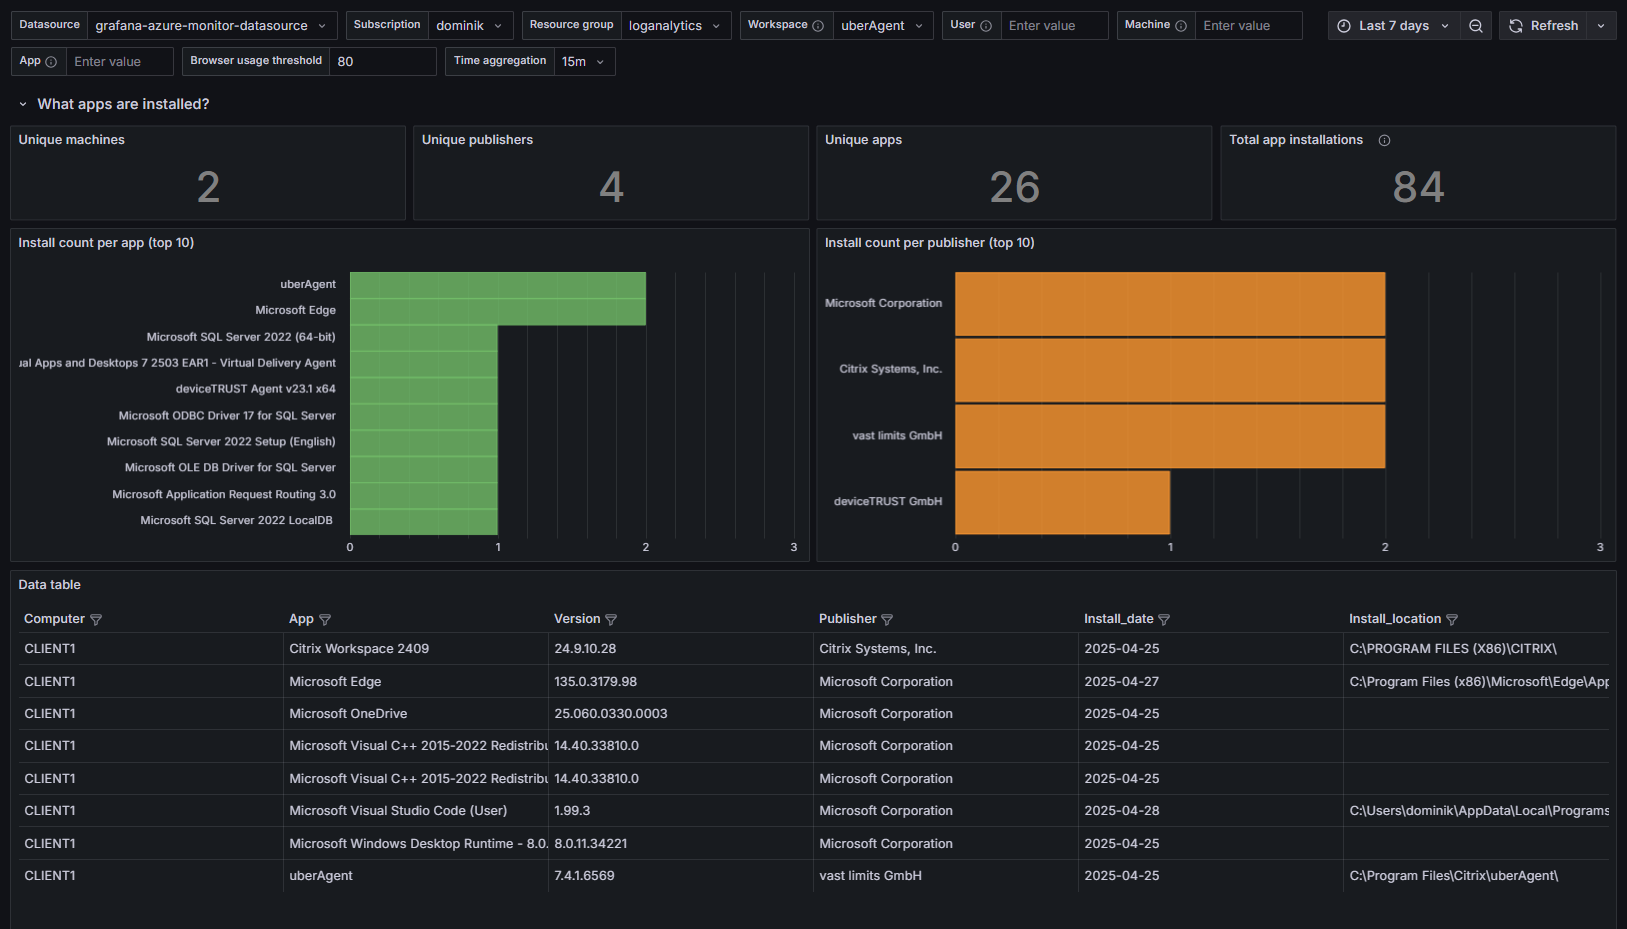 Datasource grafana-azure-monitor-datasource Subscription dominik Resource group loganalytics Workspace uberAgent User Enter value Machine Enter value Last 7 days Refresh
App Enter value Browser usage threshold 80 Time aggregation 15m
What apps are installed?
Unique machines
2
Unique publishers
4
Unique apps
26
Total app installations
84
Install count per app (top 10)
uberAgent
Microsoft Edge
Microsoft SQL Server 2022 (64-bit)
Apps and Desktops 7 2503 EAR1 - Virtual Delivery Agent
deviceTRUST Agent v23.1 x64
Microsoft ODBC Driver 17 for SQL Server
Microsoft SQL Server 2022 Setup (English)
Microsoft OLE DB Driver for SQL Server
Microsoft Application Request Routing 3.0
Microsoft SQL Server 2022 LocalDB
0 1 2 3
Install count per publisher (top 10)
Microsoft Corporation
Citrix Systems, Inc.
vast limits GmbH
deviceTRUST GmbH
0 1 2 3
Data table
Computer App Version Publisher Install_date Install_location
CLIENT1 Citrix Workspace 2409 24.9.10.28 Citrix Systems, Inc. 2025-04-25 C:\PROGRAM FILES (X86)\CITRIX\
CLIENT1 Microsoft Edge 135.0.3179.98 Microsoft Corporation 2025-04-27 C:\Program Files (x86)\Microsoft\Edge\App
CLIENT1 Microsoft OneDrive 25.060.0330.0003 Microsoft Corporation 2025-04-25
CLIENT1 Microsoft Visual C++ 2015-2022 Redistribu 14.40.33810.0 Microsoft Corporation 2025-04-25
CLIENT1 Microsoft Visual C++ 2015-2022 Redistribu 14.40.33810.0 Microsoft Corporation 2025-04-25
CLIENT1 Microsoft Visual Studio Code (User) 1.99.3 Microsoft Corporation 2025-04-28 C:\Users\dominik\AppData\Local\Programs
CLIENT1 Microsoft Windows Desktop Runtime - 8.0. 8.0.11.34221 Microsoft Corporation 2025-04-25
CLIENT1 uberAgent 7.4.1.6569 vast limits GmbH 2025-04-25 C:\Program Files\Citrix\uberAgent\